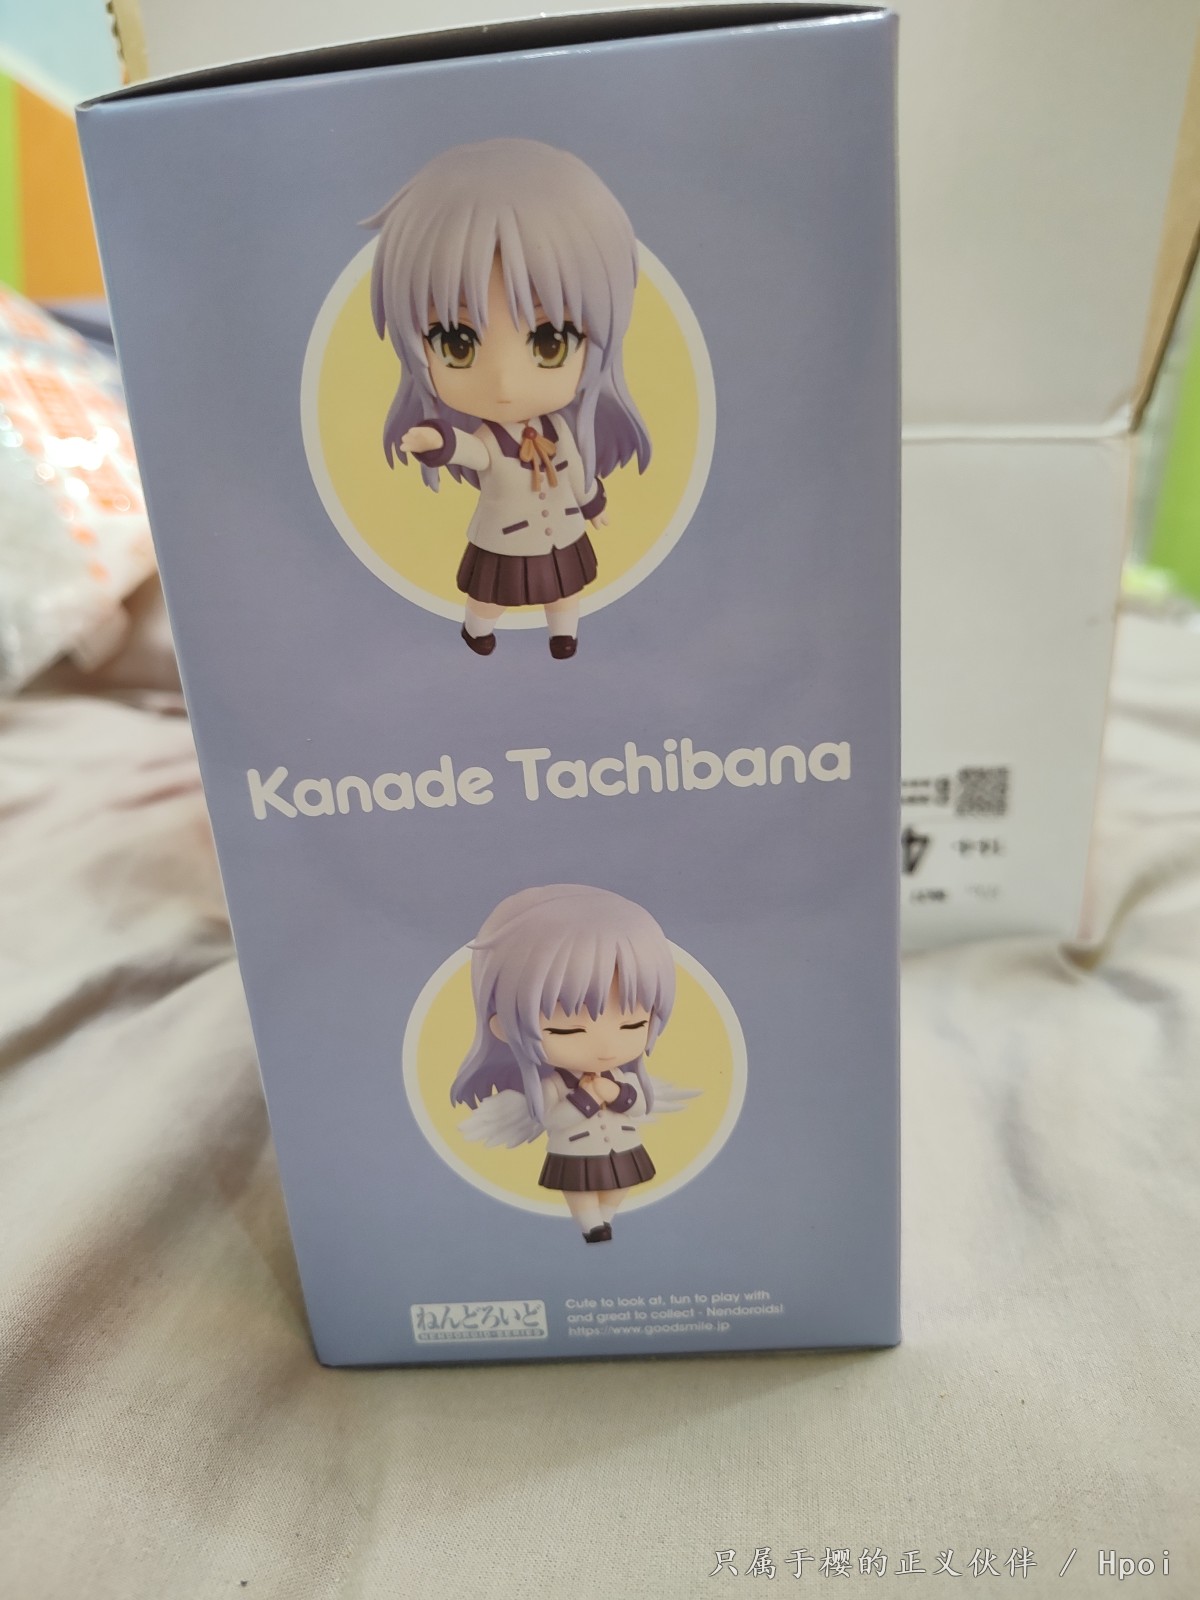 Kanade Tachibana
ねんどろいど
NENDOROID SERIES
Cute to look at, fun to play with
and great to collect - Nendoroids!
https://www.goodsmile.jp
只属于樱的正义伙伴 / Hpoi